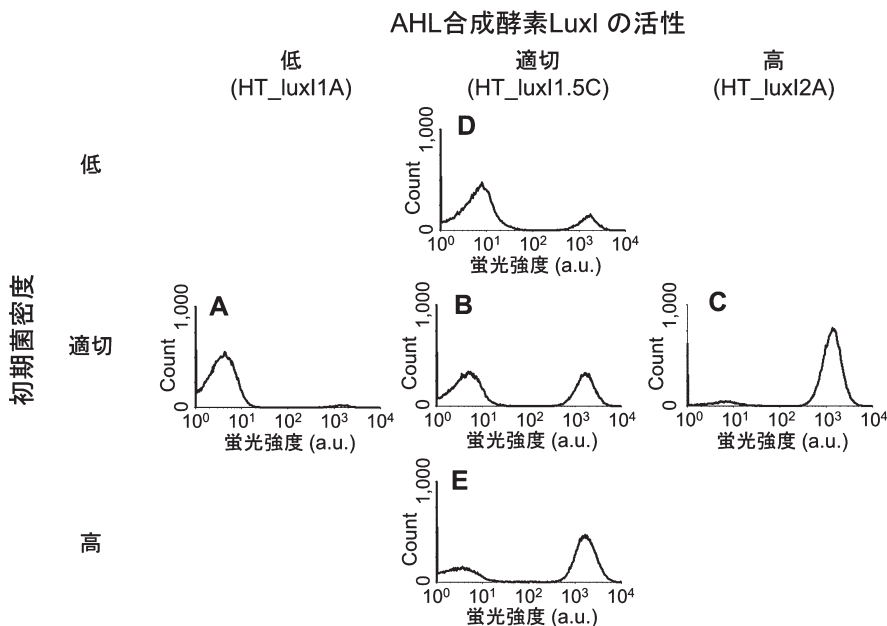 AHL合成酵素LuxI の活性
低
(HT_luxI1A)
適切
(HT_luxI1.5C)
高
(HT_luxI2A)
初期菌密度
低
D
1,000
Count
0
10⁰ 10¹ 10² 10³ 10⁴
蛍光強度 (a.u.)
適切
A
1,000
Count
0
10⁰ 10¹ 10² 10³ 10⁴
蛍光強度 (a.u.)
B
1,000
Count
0
10⁰ 10¹ 10² 10³ 10⁴
蛍光強度 (a.u.)
C
1,000
Count
0
10⁰ 10¹ 10² 10³ 10⁴
蛍光強度 (a.u.)
高
E
1,000
Count
0
10⁰ 10¹ 10² 10³ 10⁴
蛍光強度 (a.u.)